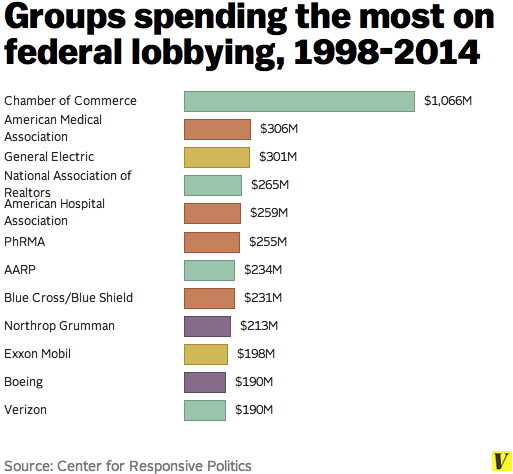 Groups spending the most on
federal lobbying, 1998-2014
Chamber of Commerce $1,066M
American Medical
Association $306M
General Electric $301M
National Association of
Realtors $265M
American Hospital
Association $259M
PhRMA $255M
AARP $234M
Blue Cross/Blue Shield $231M
Northrop Grumman $213M
Exxon Mobil $198M
Boeing $190M
Verizon $190M
Source: Center for Responsive Politics
V